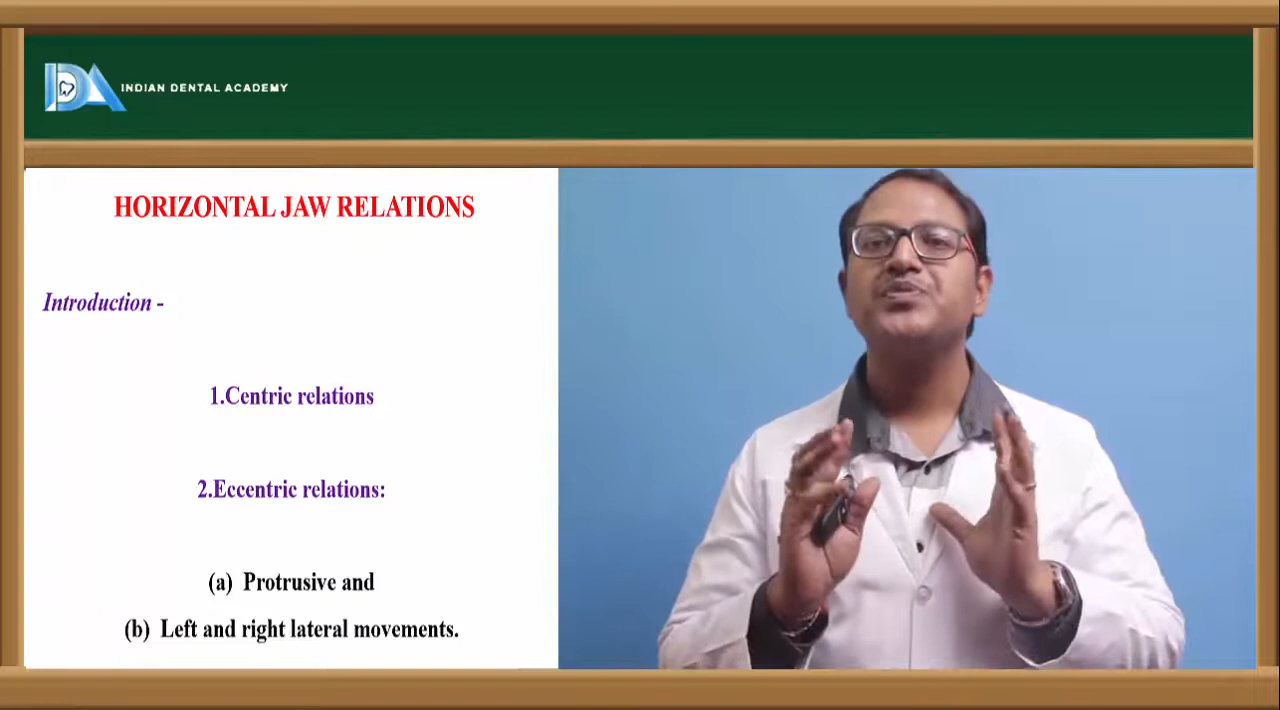 INDIAN DENTAL ACADEMY
HORIZONTAL JAW RELATIONS
Introduction -
1.Centric relations
2.Eccentric relations:
(a) Protrusive and
(b) Left and right lateral movements.